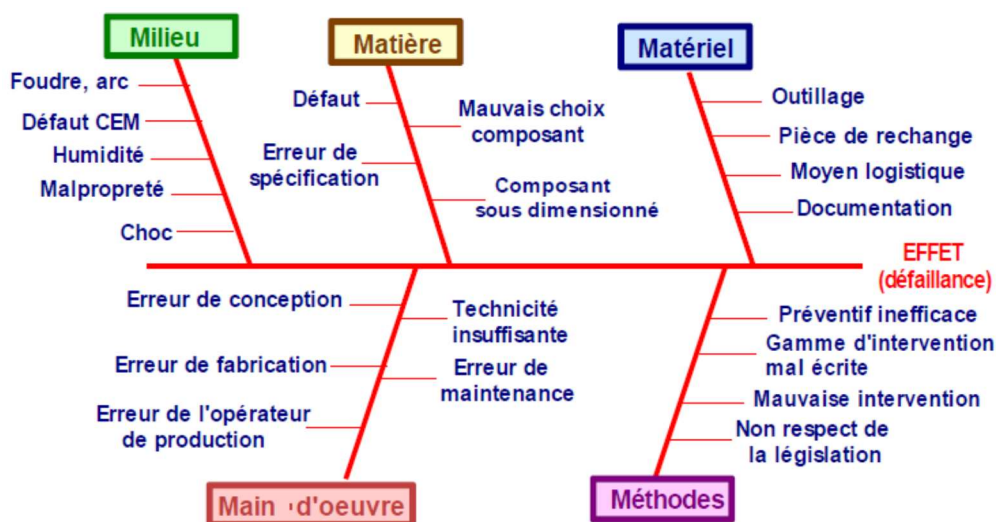 Milieu
Foudre, arc
Défaut CEM
Humidité
Malpropreté
Choc
Matière
Défaut
Erreur de
spécification
Mauvais choix
composant
Composant
sous dimensionné
Matériel
Outillage
Pièce de rechange
Moyen logistique
Documentation
EFFET
(défaillance)
Erreur de conception
Erreur de fabrication
Erreur de l'opérateur
de production
Technicité
insuffisante
Erreur de
maintenance
Main d'oeuvre
Préventif inefficace
Gamme d'intervention
mal écrite
Mauvaise intervention
Non respect de
la législation
Méthodes